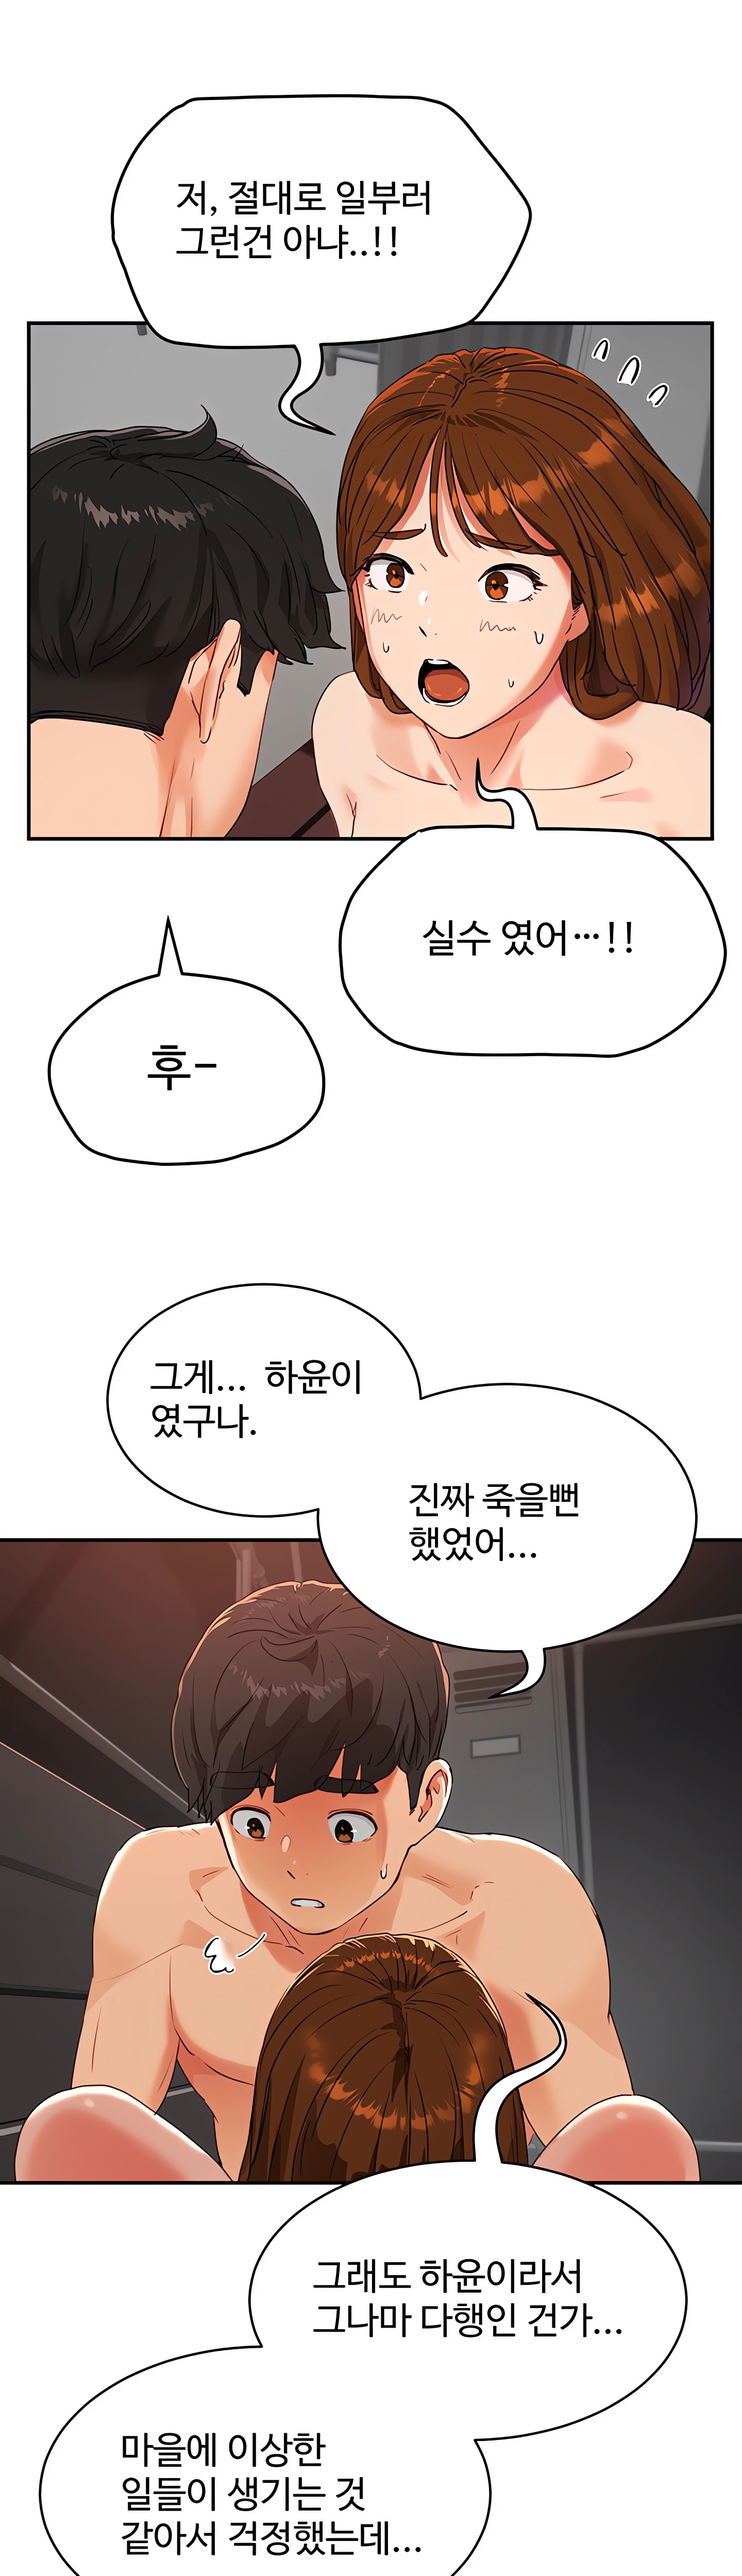 저, 절대로 일부러
그런건 아냐..!!
실수 였어…!!
후-
그게... 하윤이
였구나.
진짜 죽을뻔
했었어...
그래도 하윤이라서
그나마 다행인 건가...
마을에 이상한
일들이 생기는 것
같아서 걱정했는데...